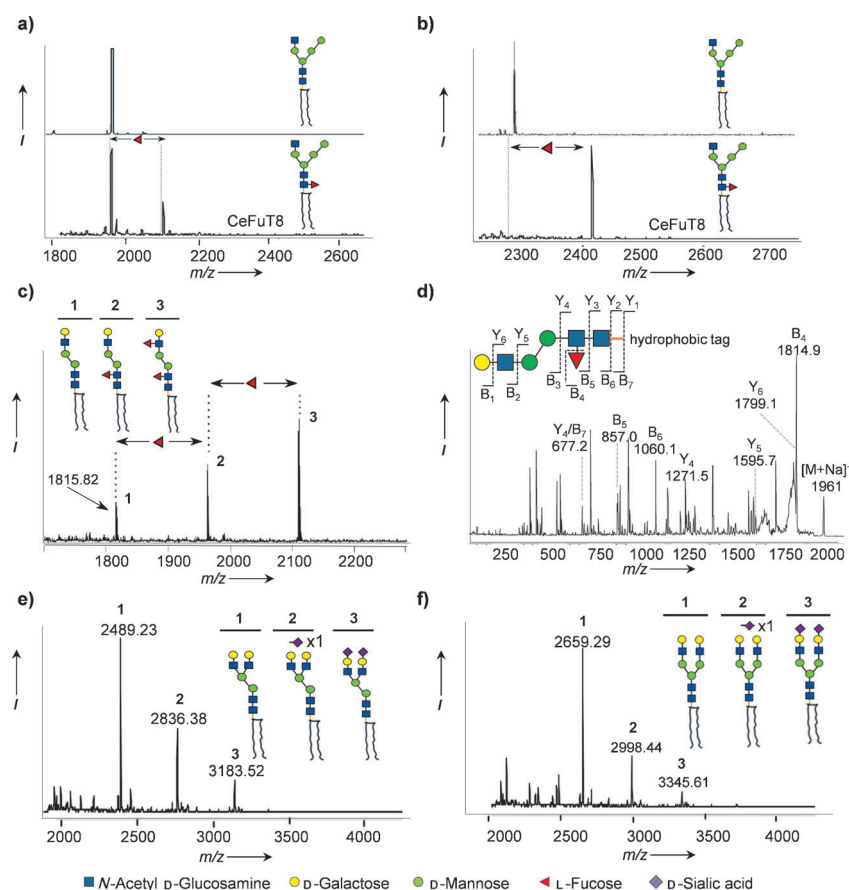 a)
I
CeFuT8
1800 2000 2200 2400 2600
m/z
b)
I
CeFuT8
2300 2400 2500 2600 2700
m/z
c)
1 2 3
I
1815.82
1
2
3
1700 1800 1900 2000 2100 2200
m/z
d)
Y6 Y5 Y4 Y3 Y2 Y1
hydrophobic tag
B1 B2 B3 B4 B5 B6 B7
I
Y4/B7
677.2
B5
857.0
B6
1060.1
Y4
1271.5
Y5
1595.7
Y6
1799.1
B4
1814.9
[M+Na]-
1961
250 500 750 1000 1250 1500 1750 2000
m/z
e)
I
1
2489.23
2
2836.38
3
3183.52
1 2 3
x1
2000 2500 3000 3500 4000
m/z
f)
I
1
2659.29
2
2998.44
3
3345.61
1 2 3
x1
2000 2500 3000 3500 4000
m/z
N-Acetyl D-Glucosamine D-Galactose D-Mannose L-Fucose D-Sialic acid